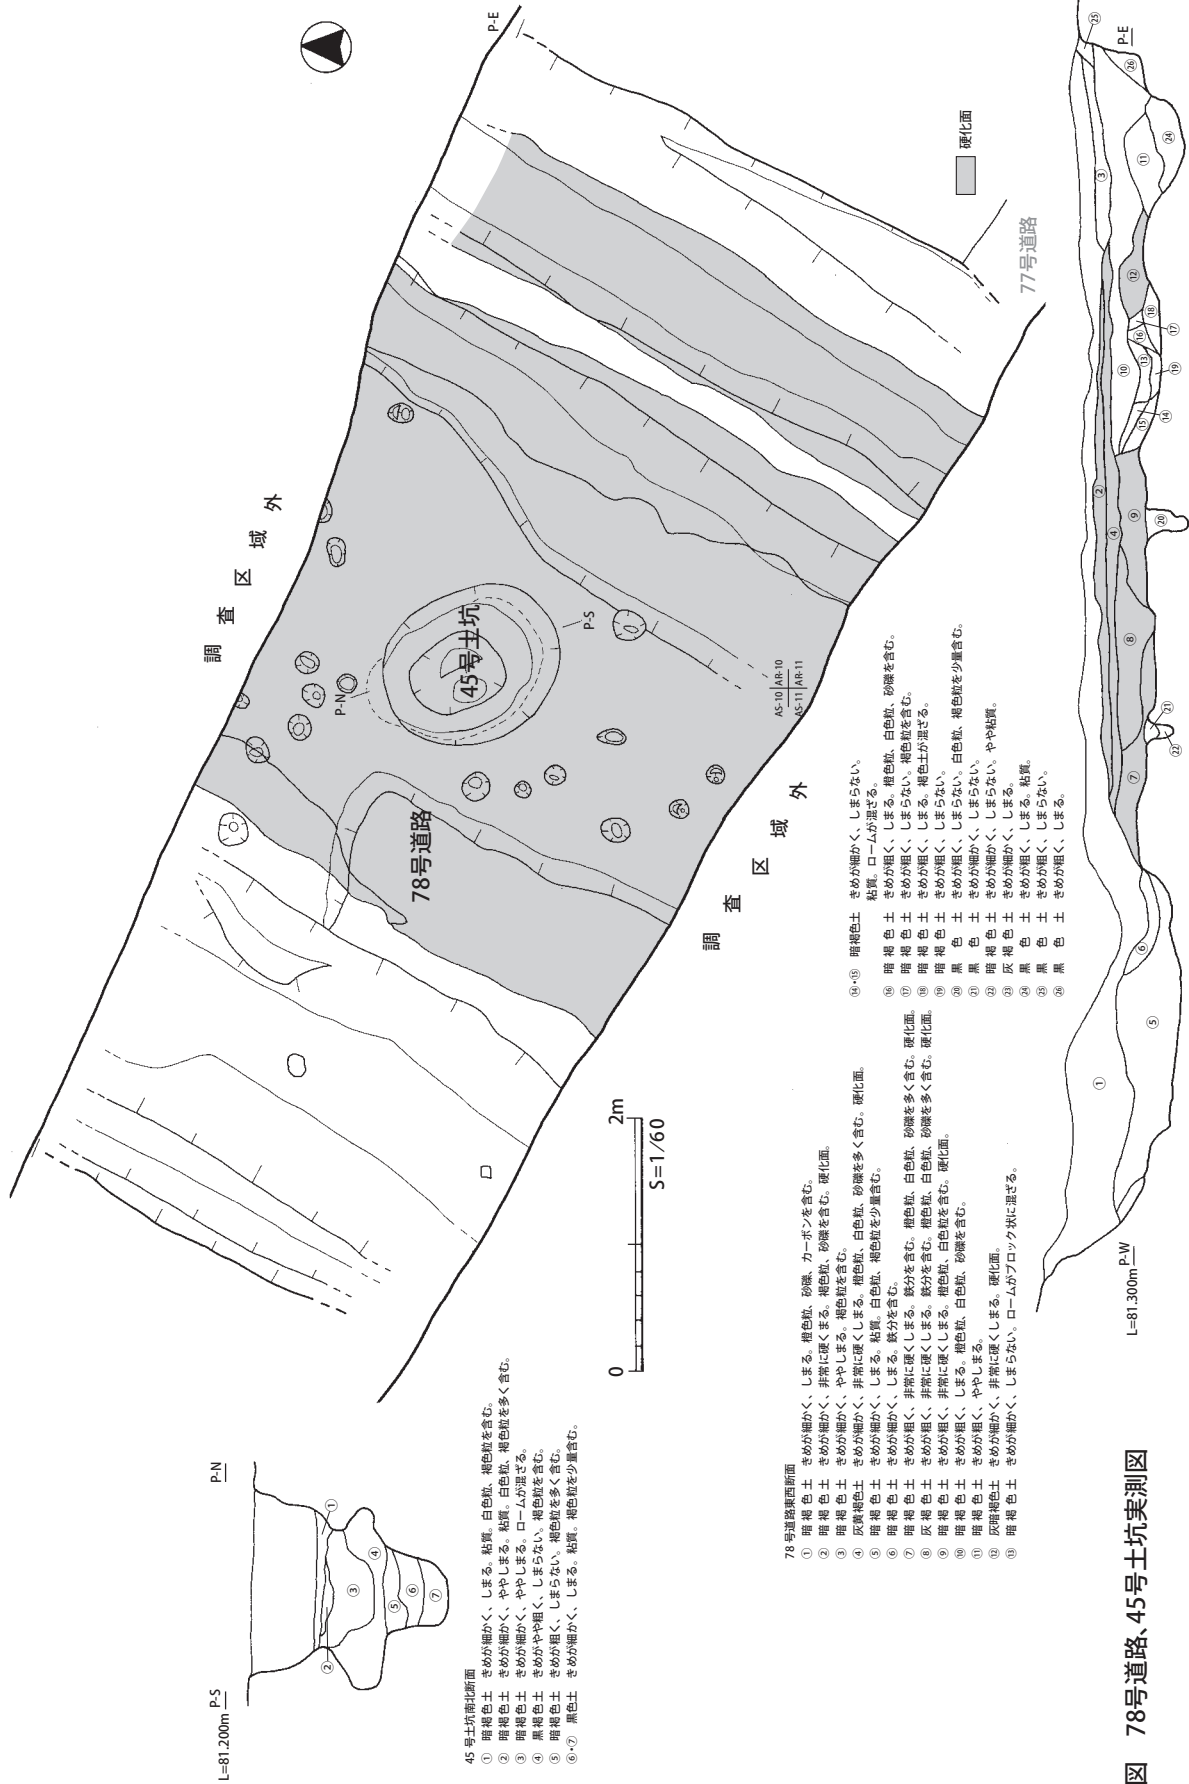 P-E
硬化面
77号道路
調査区域外
45号土坑
P-N
P-S
78号道路
AS-10 AR-10
AS-11 AR-11
調査区域外
0 2m
S=1/60
L=81.200m P-S
P-N
①
②
③
④
⑤
⑥
⑦
45号土坑南北断面
① 暗褐色土 きめが細かく、しまる。粘質。白色粒、褐色粒を含む。
② 暗褐色土 きめが細かく、ややしまる。粘質。白色粒、褐色粒を多く含む。
③ 暗褐色土 きめが細かく、ややしまる。ロームが混ざる。
④ 黒褐色土 きめがやや粗く、しまらない。褐色粒を含む。
⑤ 暗褐色土 きめが粗く、しまらない。褐色粒を多く含む。
⑥・⑦ 黒色土 きめが細かく、しまる。粘質。褐色粒を少量含む。
78号道路東西断面
① 暗褐色土 きめが細かく、しまる。橙色粒、砂礫、カーボンを含む。
② 暗褐色土 きめが細かく、非常に硬くまる。褐色粒、砂礫を含む。硬化面。
③ 暗褐色土 きめが細かく、ややしまる。褐色粒を含む。
④ 灰黄褐色土 きめが細かく、非常に硬くしまる。橙色粒、白色粒、砂礫を多く含む。硬化面。
⑤ 暗褐色土 きめが細かく、しまる。粘質。白色粒、褐色粒を少量含む。
⑥ 暗褐色土 きめが細かく、しまる。鉄分を含む。
⑦ 暗褐色土 きめが粗く、非常に硬くしまる。鉄分を含む。橙色粒、白色粒、砂礫を多く含む。硬化面。
⑧ 灰褐色土 きめが粗く、非常に硬くしまる。鉄分を含む。橙色粒、白色粒、砂礫を多く含む。硬化面。
⑨ 暗褐色土 きめが粗く、非常に硬くしまる。橙色粒、白色粒を含む。硬化面。
⑩ 暗褐色土 きめが粗く、しまる。橙色粒、白色粒、砂礫を含む。
⑪ 暗褐色土 きめが粗く、ややしまる。
⑫ 灰暗褐色土 きめが細かく、非常に硬くしまる。硬化面。
⑬ 暗褐色土 きめが細かく、しまらない。ロームがブロック状に混ざる。
⑭・⑮ 暗褐色土 きめが細かく、しまらない。
粘質。ロームが混ざる。
⑯ 暗褐色土 きめが粗く、しまる。橙色粒、白色粒、砂礫を含む。
⑰ 暗褐色土 きめが粗く、しまらない。褐色粒を含む。
⑱ 暗褐色土 きめが粗く、しまる。褐色土が混ざる。
⑲ 暗褐色土 きめが粗く、しまらない。
⑳ 黒色土 きめが粗く、しまらない。白色粒、褐色粒を少量含む。
㉑ 黒色土 きめが細かく、しまらない。
㉒ 暗褐色土 きめが細かく、しまらない。やや粘質。
㉓ 灰褐色土 きめが細かく、しまる。
㉔ 黒色土 きめが粗く、しまる。粘質。
㉕ 黒色土 きめが粗く、しまらない。
㉖ 黒色土 きめが粗く、しまる。
L=81.300m P-W
P-E
①
②
③
④
⑤
⑥
⑦
⑧
⑨
⑩
⑪
⑫
⑬
⑭
⑮
⑯
⑰
⑱
⑲
⑳
㉑
㉒
㉔
㉕
㉖
図 78号道路、45号土坑実測図